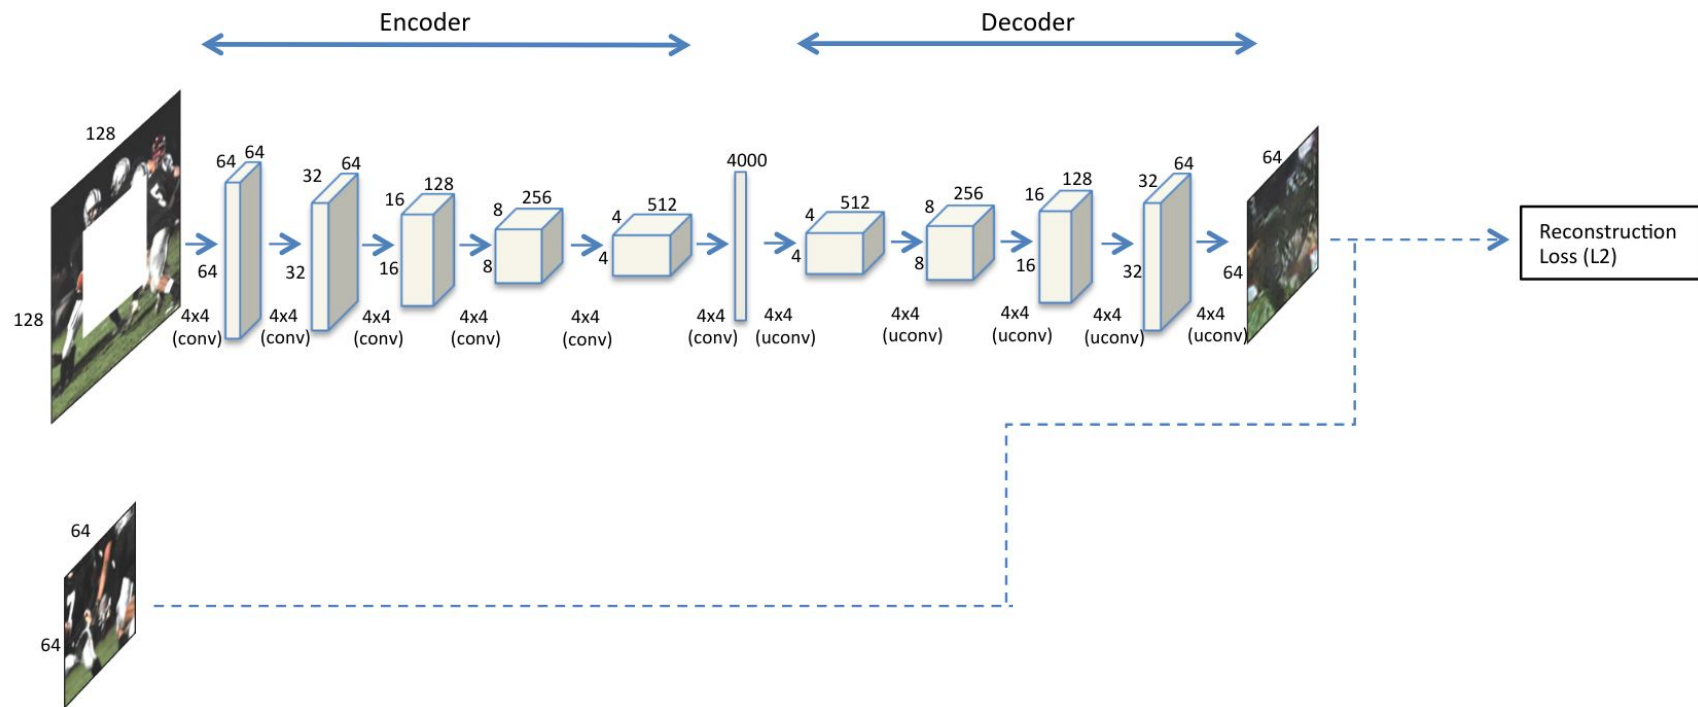 Encoder
Decoder
128
128
64 64
64
32 64
32
16 128
16
8 256
8
4 512
4
4000
4 512
4
8 256
8
16 128
16
32 64
32
64
64
4x4
(conv)
4x4
(conv)
4x4
(conv)
4x4
(conv)
4x4
(conv)
4x4
(conv)
4x4
(uconv)
4x4
(uconv)
4x4
(uconv)
4x4
(uconv)
4x4
(uconv)
Reconstruction
Loss (L2)
64
64
7
5